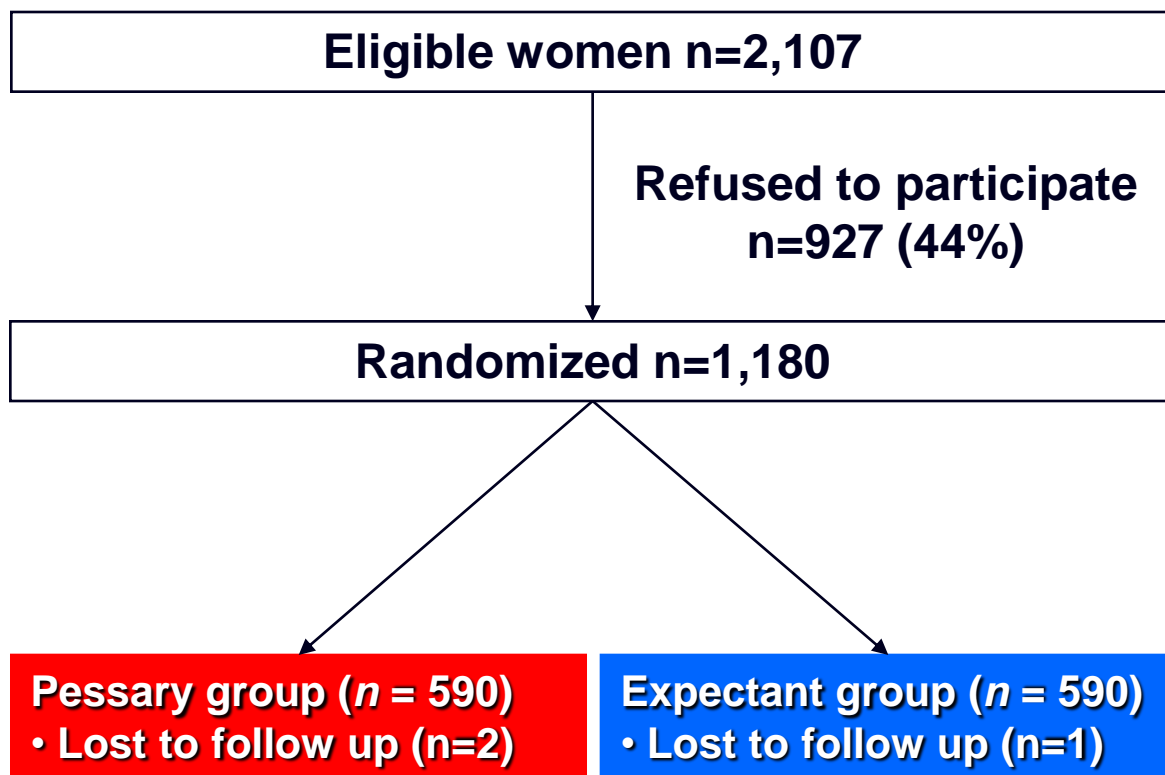 Eligible women n=2,107
Refused to participate
n=927 (44%)
Randomized n=1,180
Pessary group (n = 590)
• Lost to follow up (n=2)
Expectant group (n = 590)
• Lost to follow up (n=1)